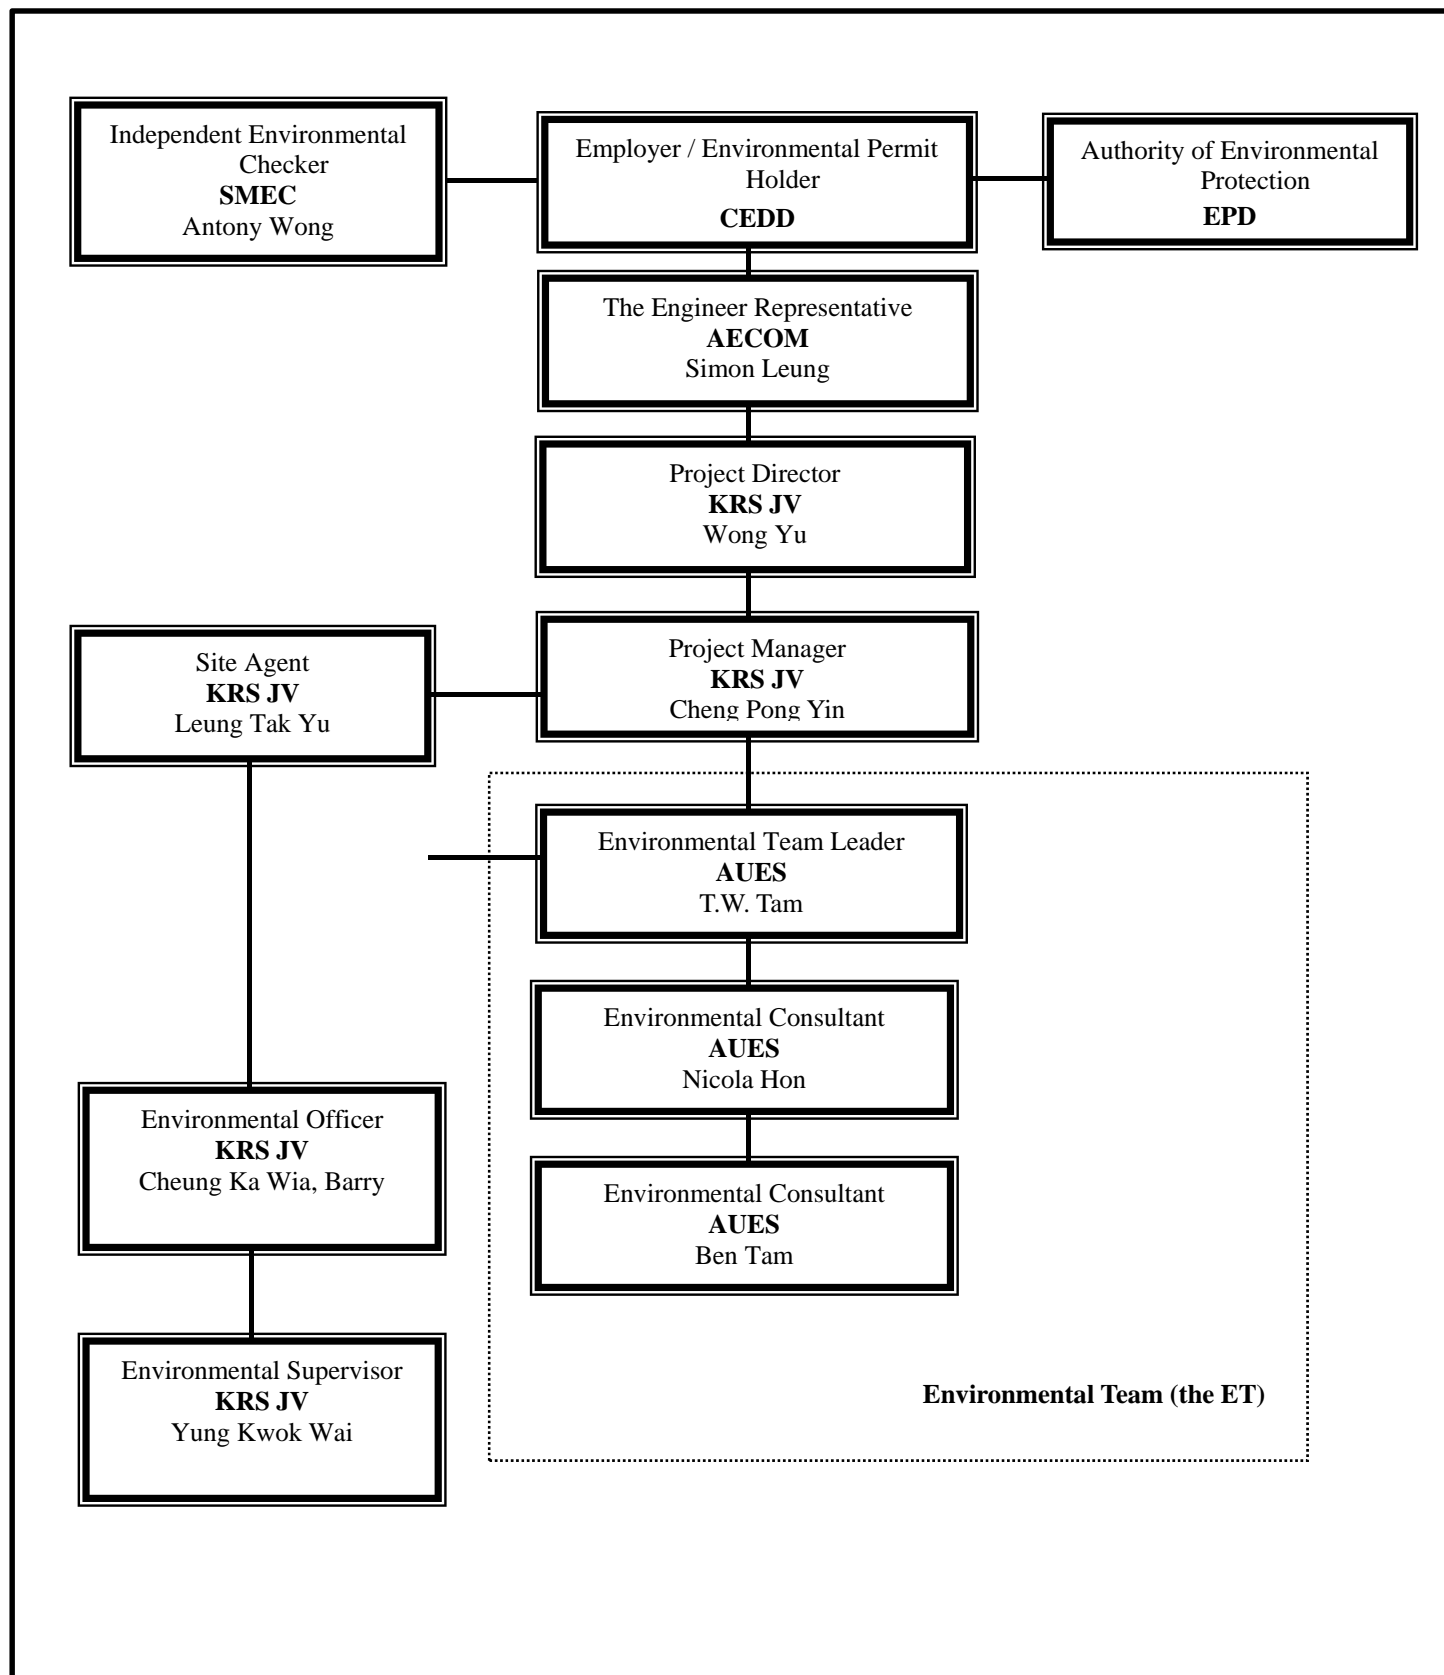 Independent Environmental
Checker
SMEC
Antony Wong
Employer / Environmental Permit
Holder
CEDD
Authority of Environmental
Protection
EPD
The Engineer Representative
AECOM
Simon Leung
Project Director
KRS JV
Wong Yu
Site Agent
KRS JV
Leung Tak Yu
Project Manager
KRS JV
Cheng Pong Yin
Environmental Team Leader
AUES
T.W. Tam
Environmental Consultant
AUES
Nicola Hon
Environmental Officer
KRS JV
Cheung Ka Wia, Barry
Environmental Consultant
AUES
Ben Tam
Environmental Supervisor
KRS JV
Yung Kwok Wai
Environmental Team (the ET)